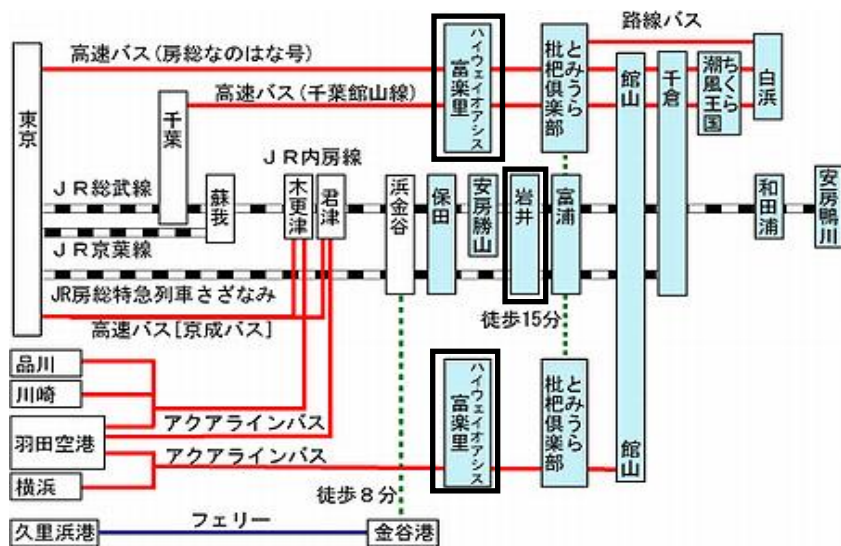 路線バス
高速バス(房総なのはな号)
ハイウェイオアシス
富楽里
とみうら
枇杷倶楽部
館山
千倉
ちくら
潮風王国
白浜
東京
千葉
高速バス(千葉館山線)
JR内房線
JR総武線
蘇我
木更津
君津
浜金谷
保田
安房勝山
岩井
富浦
和田浦
安房鴨川
JR京葉線
JR房総特急列車さざなみ
高速バス[京成バス]
徒歩15分
品川
川崎
羽田空港
横浜
アクアラインバス
アクアラインバス
ハイウェイオアシス
富楽里
とみうら
枇杷倶楽部
館山
徒歩8分
久里浜港
フェリー
金谷港